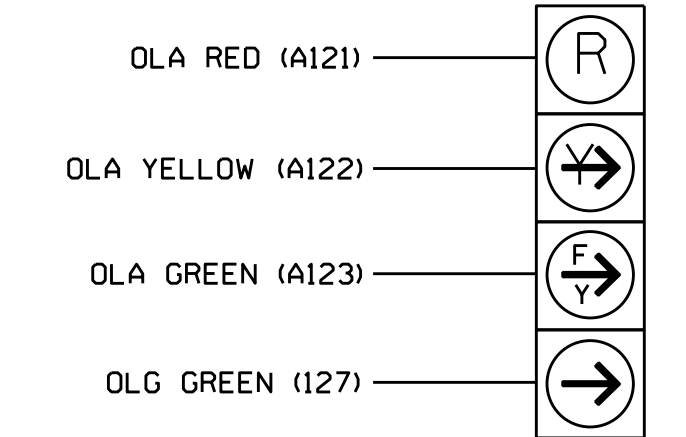 OLA RED (A121)
R
OLA YELLOW (A122)
Y
OLA GREEN (A123)
F
Y
OLG GREEN (127)